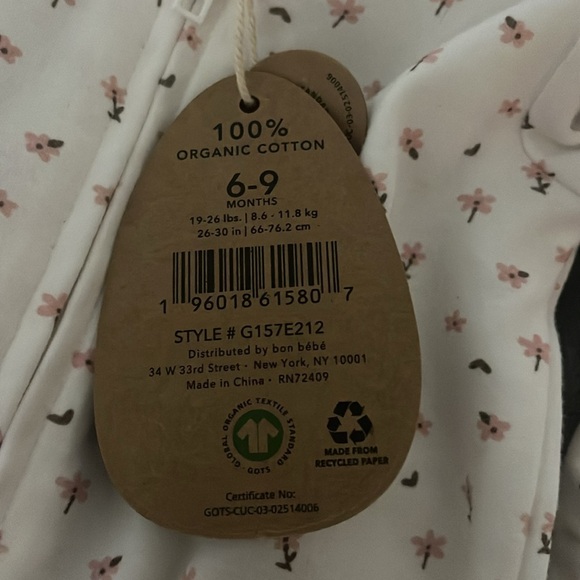 100%
ORGANIC COTTON
6-9
MONTHS
19-26 lbs. | 8.6 - 11.8 kg
26-30 in | 66-76.2 cm
1 96018 61580 7
STYLE # G157E212
Distributed by bon bébé
34 W 33rd Street - New York, NY 10001
Made in China - RN72409
GLOBAL ORGANIC TEXTILE STANDARD
GOTS
MADE FROM
RECYCLED PAPER
Certificate No:
GOTS-CUC-03-02514006
-03-02514006